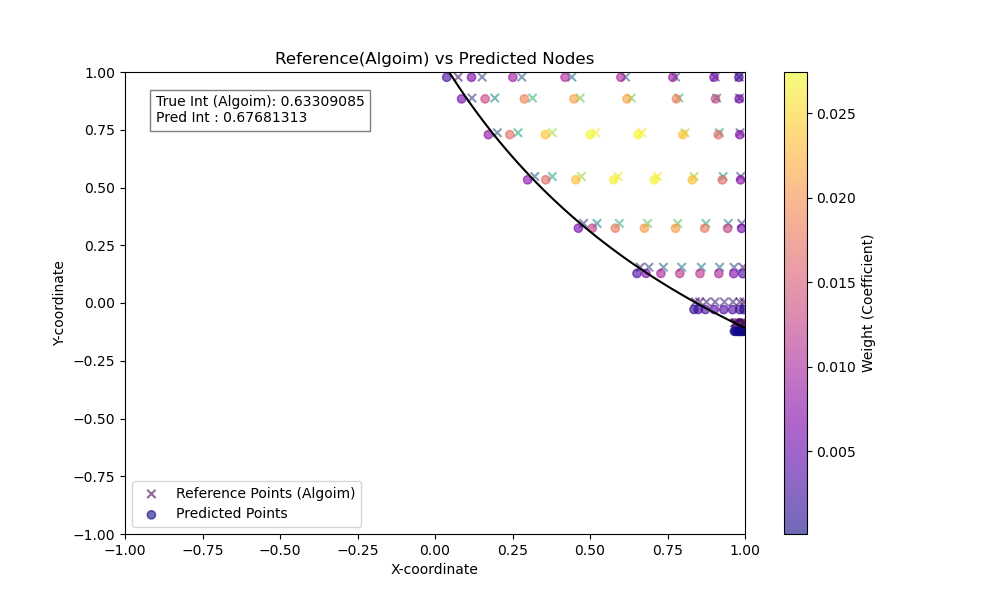 Reference(Algoim) vs Predicted Nodes
True Int (Algoim): 0.63309085
Pred Int : 0.67681313
1.00
0.75
0.50
0.25
0.00
−0.25
−0.50
−0.75
−1.00
Y-coordinate
Reference Points (Algoim)
Predicted Points
−1.00 −0.75 −0.50 −0.25 0.00 0.25 0.50 0.75 1.00
X-coordinate
0.025
0.020
0.015
0.010
0.005
Weight (Coefficient)